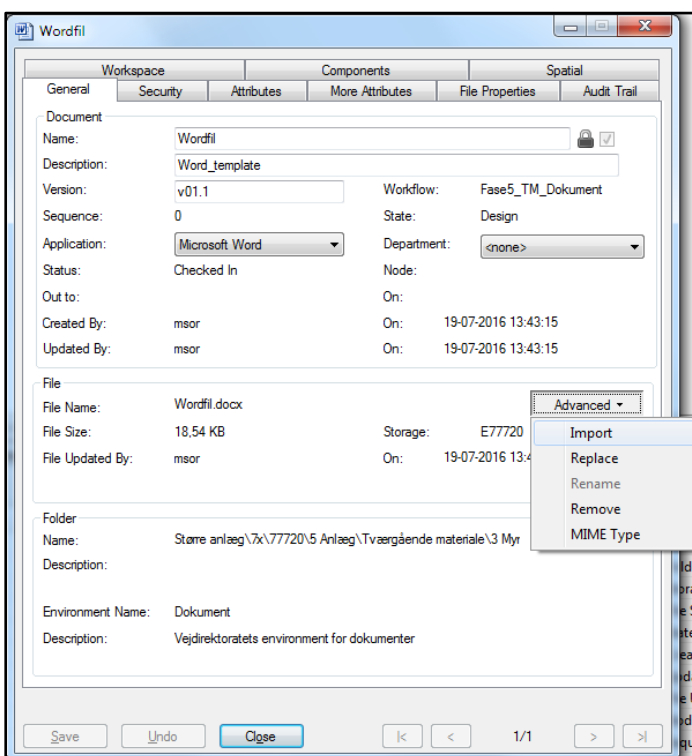 Wordfil
Workspace Components Spatial
General Security Attributes More Attributes File Properties Audit Trail
Document
Name: Wordfil
Description: Word_template
Version: v01.1 Workflow: Fase5_TM_Dokument
Sequence: 0 State: Design
Application: Microsoft Word Department: <none>
Status: Checked In Node:
Out to: On:
Created By: msor On: 19-07-2016 13:43:15
Updated By: msor On: 19-07-2016 13:43:15
File
File Name: Wordfil.docx Advanced
File Size: 18,54 KB Storage: E77720
Import
File Updated By: msor On: 19-07-2016 13:4
Replace
Rename
Remove
MIME Type
Folder
Name: Større anlæg\7x\77720\5 Anlæg\Tværgående materiale\3 Myr
Description:
Environment Name: Dokument
Description: Vejdirektoratets environment for dokumenter
Save Undo Close |< < 1/1 > >|